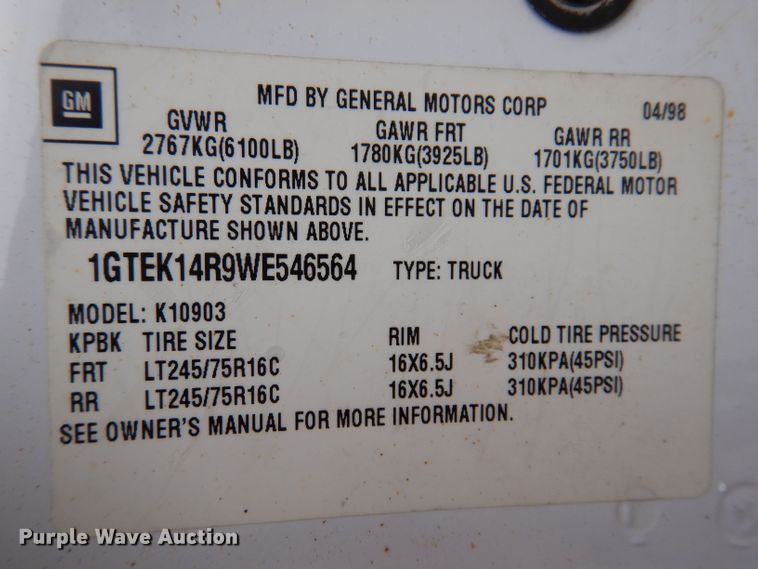 GM
MFD BY GENERAL MOTORS CORP 04/98
GVWR GAWR FRT GAWR RR
2767KG(6100LB) 1780KG(3925LB) 1701KG(3750LB)
THIS VEHICLE CONFORMS TO ALL APPLICABLE U.S. FEDERAL MOTOR
VEHICLE SAFETY STANDARDS IN EFFECT ON THE DATE OF
MANUFACTURE SHOWN ABOVE.
1GTEK14R9WE546564 TYPE: TRUCK
MODEL: K10903
KPBK TIRE SIZE RIM COLD TIRE PRESSURE
FRT LT245/75R16C 16X6.5J 310KPA(45PSI)
RR LT245/75R16C 16X6.5J 310KPA(45PSI)
SEE OWNER'S MANUAL FOR MORE INFORMATION.
Purple Wave Auction